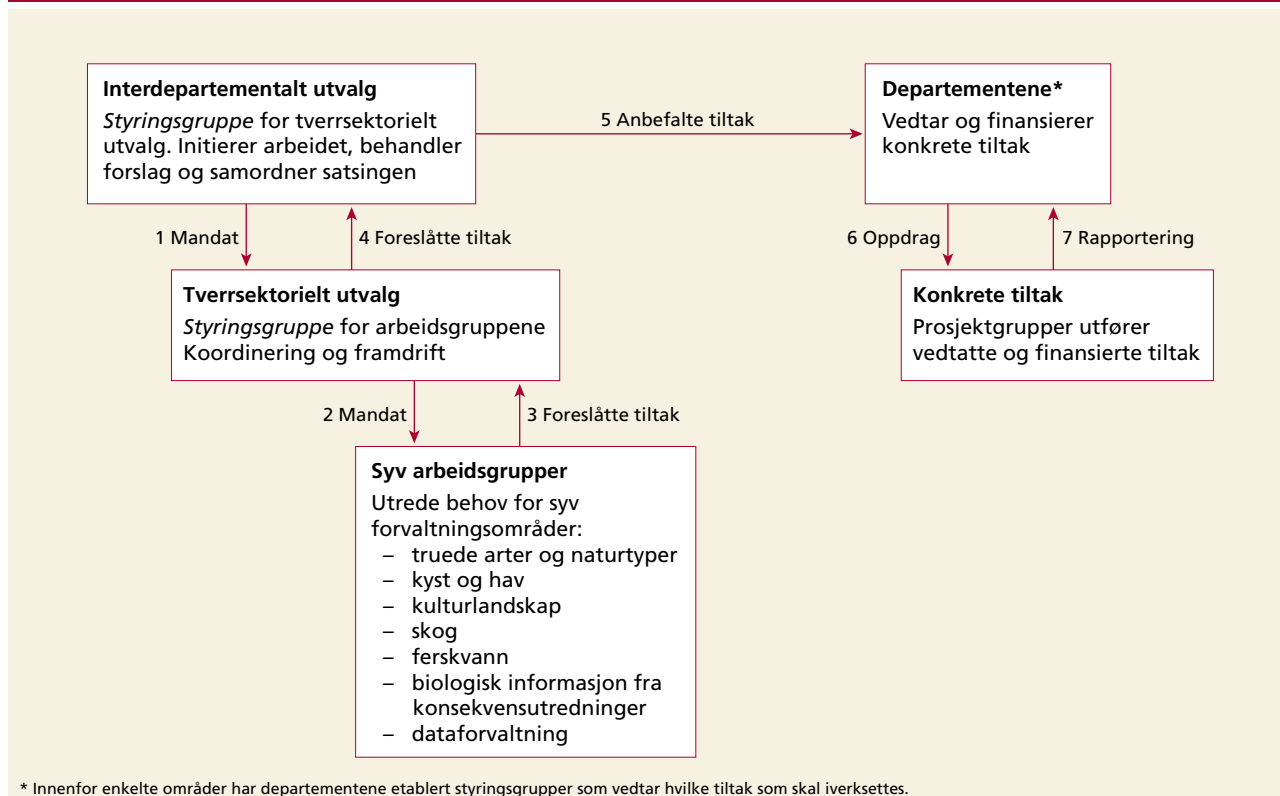 Interdepartementalt utvalg
Styringsgruppe for tverrsektorielt
utvalg. Initierer arbeidet, behandler
forslag og samordner satsingen
5 Anbefalte tiltak
Departementene*
Vedtar og finansierer
konkrete tiltak
1 Mandat
4 Foreslåtte tiltak
6 Oppdrag
7 Rapportering
Tverrsektorielt utvalg
Styringsgruppe for arbeidsgruppene
Koordinering og framdrift
Konkrete tiltak
Prosjektgrupper utfører
vedtatte og finansierte tiltak
2 Mandat
3 Foreslåtte tiltak
Syv arbeidsgrupper
Utrede behov for syv
forvaltningsområder:
– truede arter og naturtyper
– kyst og hav
– kulturlandskap
– skog
– ferskvann
– biologisk informasjon fra
konsekvensutredninger
– dataforvaltning
* Innenfor enkelte områder har departementene etablert styringsgrupper som vedtar hvilke tiltak som skal iverksettes.